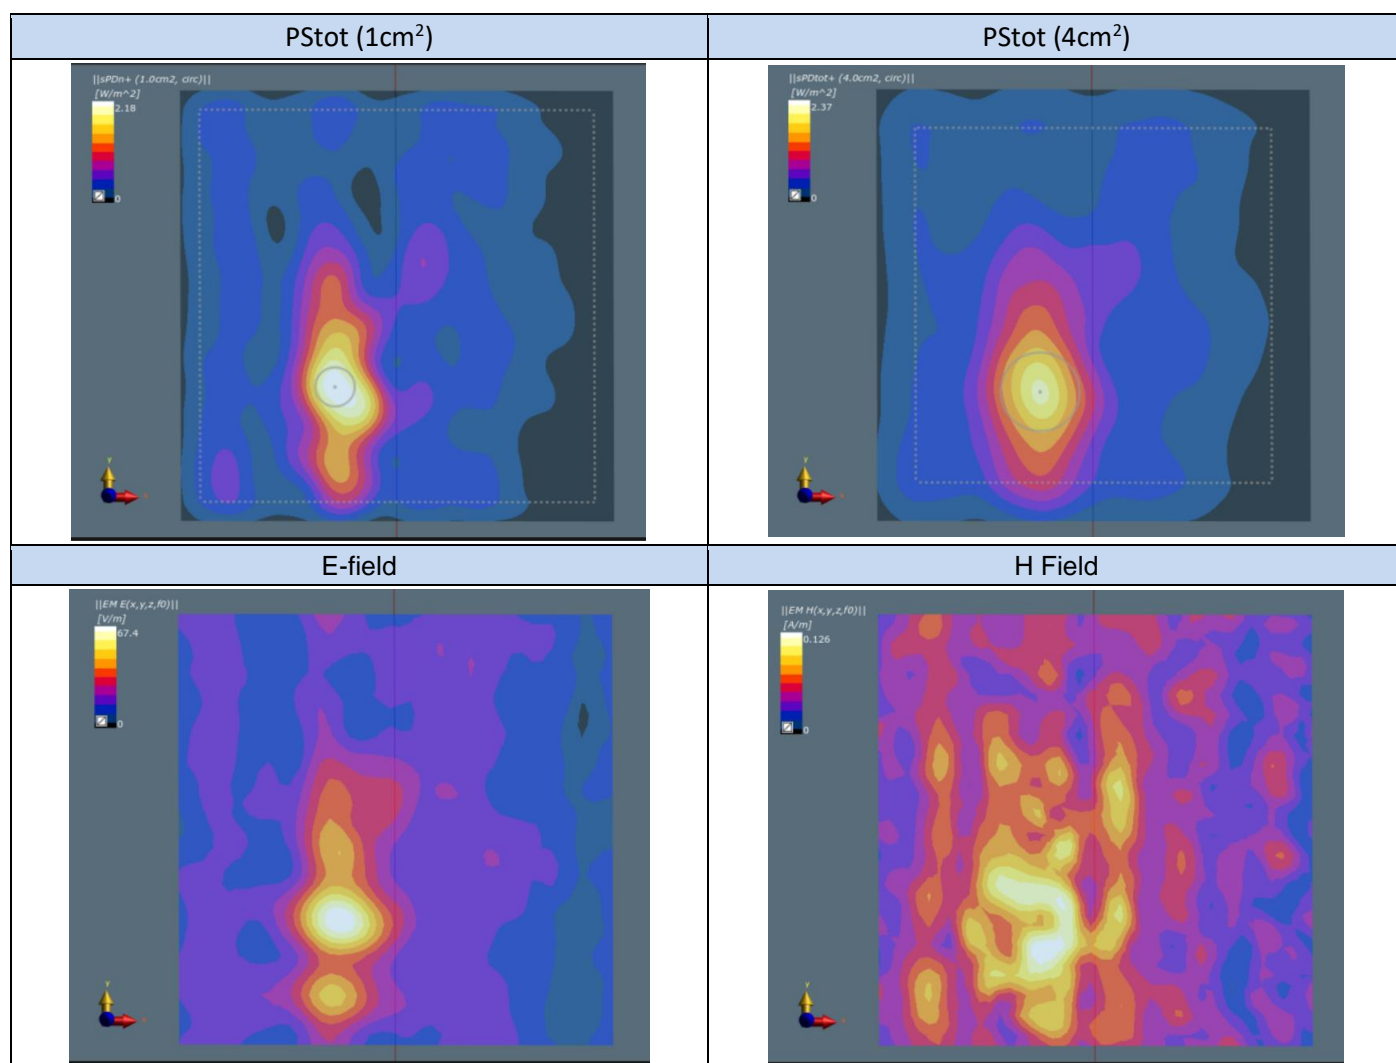 PStot (1cm²)
PStot (4cm²)
||sPDn+ (1.0cm2, circ)||
[W/m^2]
2.18
0
y
x
||sPDtot+ (4.0cm2, circ)||
[W/m^2]
2.37
0
y
x
E-field
H Field
||EM E(x,y,z,f0)||
[V/m]
67.4
0
y
x
||EM H(x,y,z,f0)||
[A/m]
0.126
0
y
x